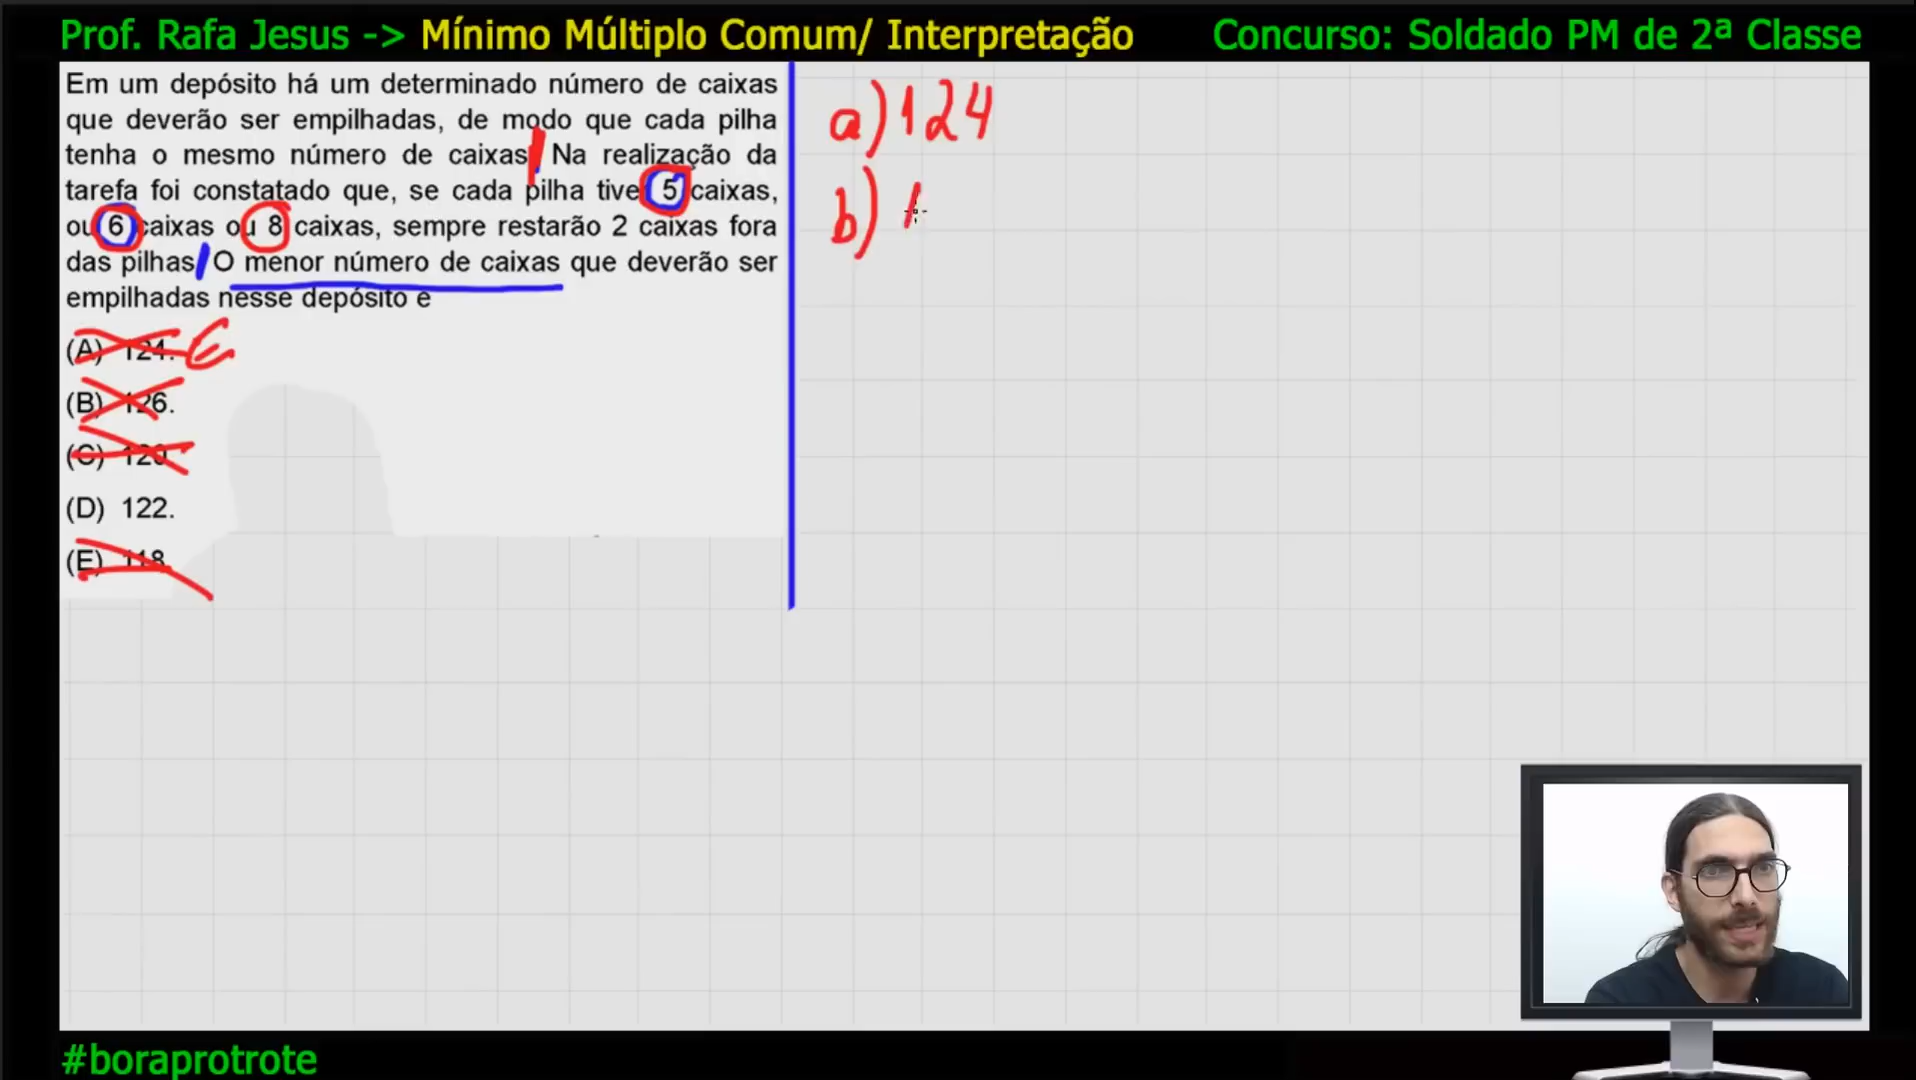 Prof. Rafa Jesus -> Mínimo Múltiplo Comum/ Interpretação Concurso: Soldado PM de 2ª Classe
Em um depósito há um determinado número de caixas
que deverão ser empilhadas, de modo que cada pilha
tenha o mesmo número de caixas. Na realização da
tarefa foi constatado que, se cada pilha tive 5 caixas,
ou 6 caixas ou 8 caixas, sempre restarão 2 caixas fora
das pilhas. O menor número de caixas que deverão ser
empilhadas nesse depósito é
(A) 124.
(B) 126.
(C) 120.
(D) 122.
(E) 118.
a) 124
b) 1
#boraprotrote